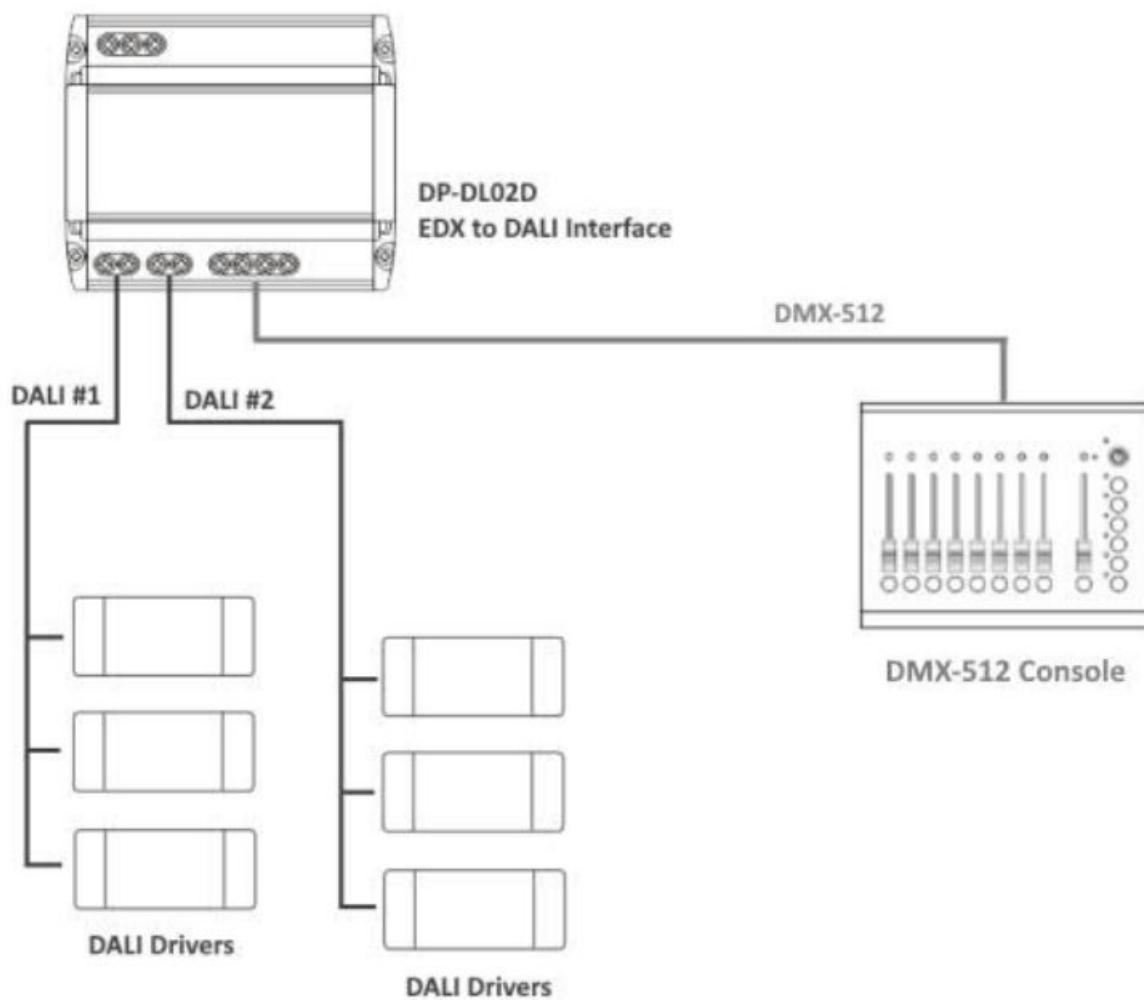 DP-DL02D
EDX to DALI Interface
DMX-512
DALI #1
DALI #2
DMX-512 Console
DALI Drivers
DALI Drivers